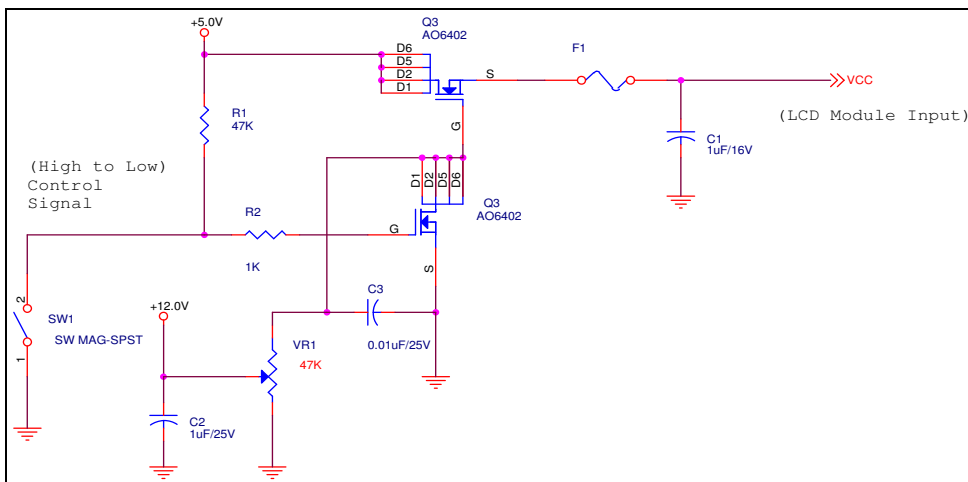 +5.0V
Q3
AO6402
D6
D5
D2
D1
S
G
F1
VCC
(LCD Module Input)
C1
1uF/16V
R1
47K
(High to Low)
Control
Signal
D1
D2
D5
D6
Q3
AO6402
R2
1K
G
S
2
1
SW1
SW MAG-SPST
+12.0V
C3
0.01uF/25V
VR1
47K
C2
1uF/25V